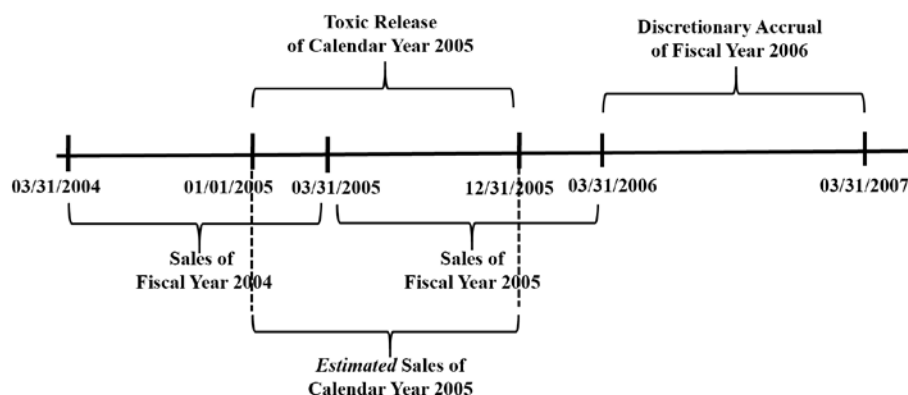 Toxic Release
of Calendar Year 2005
Discretionary Accrual
of Fiscal Year 2006
03/31/2004
01/01/2005
03/31/2005
12/31/2005
03/31/2006
03/31/2007
Sales of
Fiscal Year 2004
Sales of
Fiscal Year 2005
Estimated Sales of
Calendar Year 2005